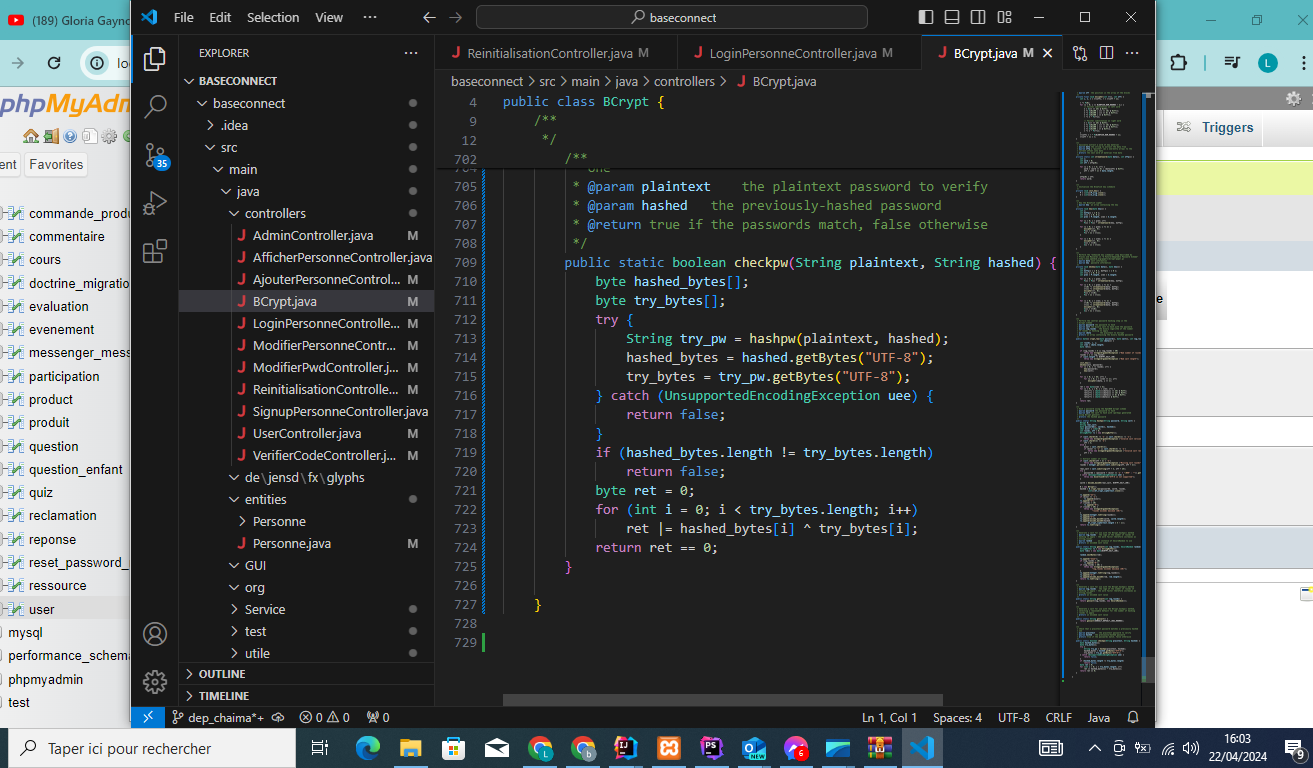 (189) Gloria Gayno
File Edit Selection View ···
baseconnect
phpMyAdm
ent Favorites
commande_produ
commentaire
cours
doctrine_migratio
evaluation
evenement
messenger_mess
participation
product
produit
question
question_enfant
quiz
reclamation
reponse
reset_password_
ressource
user
mysql
performance_schema
phpmyadmin
test
EXPLORER ···
BASECONNECT
baseconnect
.idea
src
main
java
controllers
AdminController.java M
AfficherPersonneController.java
AjouterPersonneControl... M
BCrypt.java M
LoginPersonneControlle... M
ModifierPersonneContr... M
ModifierPwdController.j... M
ReinitialisationControlle... M
SignupPersonneController.java
UserController.java M
VerifierCodeController.j... M
de\jensd\fx\glyphs
entities
Personne
Personne.java M
GUI
org
Service
test
utile
OUTLINE
TIMELINE
35
ReinitialisationController.java M LoginPersonneController.java M BCrypt.java M ···
baseconnect > src > main > java > controllers > BCrypt.java
4 public class BCrypt {
9 /**
12 */
702 /**
704 one
705 * @param plaintext the plaintext password to verify
706 * @param hashed the previously-hashed password
707 * @return true if the passwords match, false otherwise
708 */
709 public static boolean checkpw(String plaintext, String hashed) {
710 byte hashed_bytes[];
711 byte try_bytes[];
712 try {
713 String try_pw = hashpw(plaintext, hashed);
714 hashed_bytes = hashed.getBytes("UTF-8");
715 try_bytes = try_pw.getBytes("UTF-8");
716 } catch (UnsupportedEncodingException uee) {
717 return false;
718 }
719 if (hashed_bytes.length != try_bytes.length)
720 return false;
721 byte ret = 0;
722 for (int i = 0; i < try_bytes.length; i++)
723 ret |= hashed_bytes[i] ^ try_bytes[i];
724 return ret == 0;
725 }
726
727 }
728
729
L
Triggers
dep_chaima*+ 0 0 0 Ln 1, Col 1 Spaces: 4 UTF-8 CRLF Java
Taper ici pour rechercher
16:03
22/04/2024
9